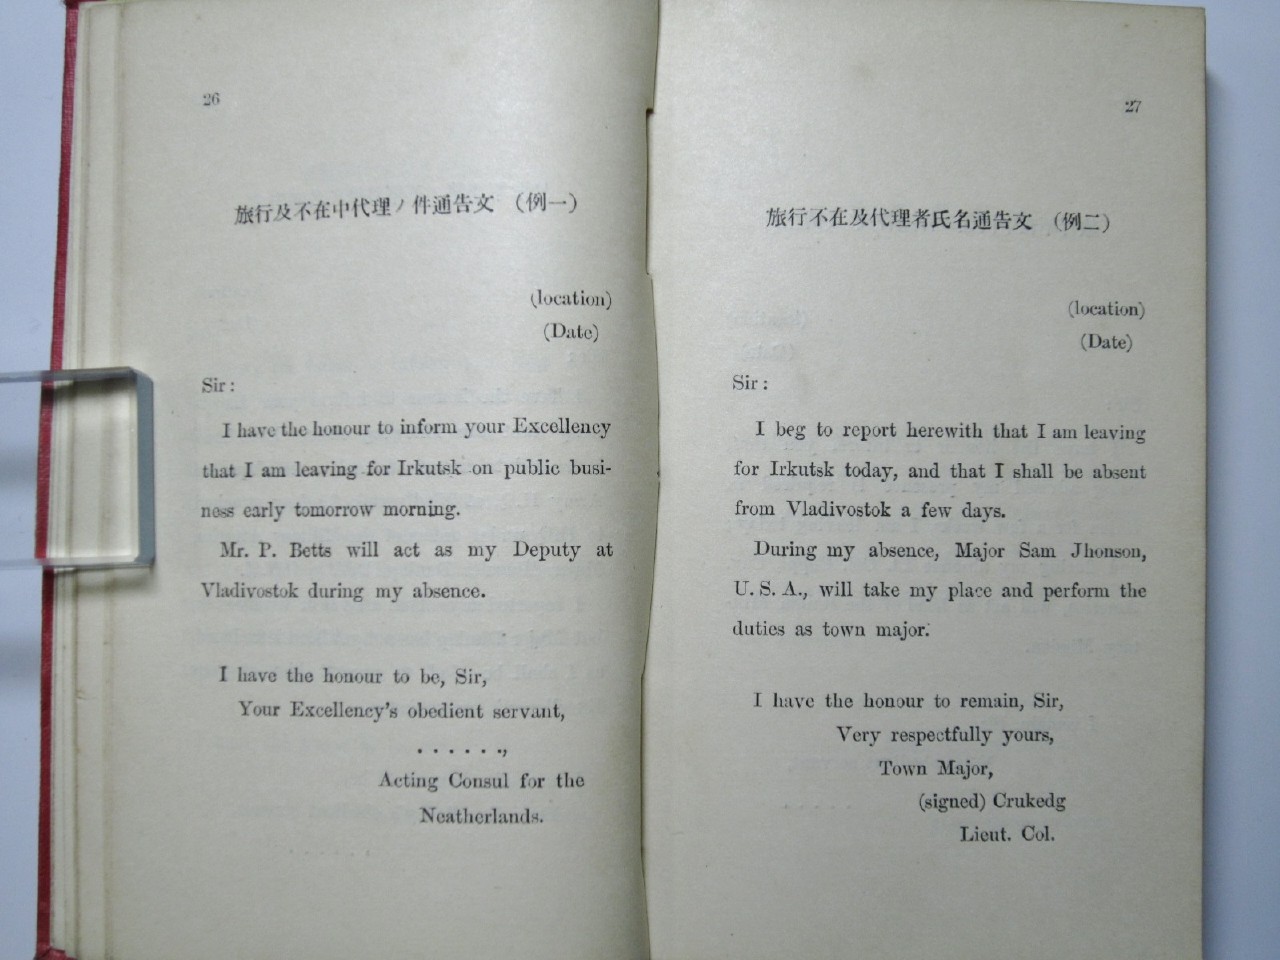 26
旅行及不在中代理ノ件通告文 (例一)
(location)
(Date)
Sir:
I have the honour to inform your Excellency
that I am leaving for Irkutsk on public busi-
ness early tomorrow morning.
Mr. P. Betts will act as my Deputy at
Vladivostok during my absence.
I have the honour to be, Sir,
Your Excellency's obedient servant,
. . . . . .,
Acting Consul for the
Neatherlands.
27
旅行不在及代理者氏名通告文 (例二)
(location)
(Date)
Sir:
I beg to report herewith that I am leaving
for Irkutsk today, and that I shall be absent
from Vladivostok a few days.
During my absence, Major Sam Jhonson,
U. S. A., will take my place and perform the
duties as town major.
I have the honour to remain, Sir,
Very respectfully yours,
Town Major,
(signed) Crukedg
Lieut. Col.